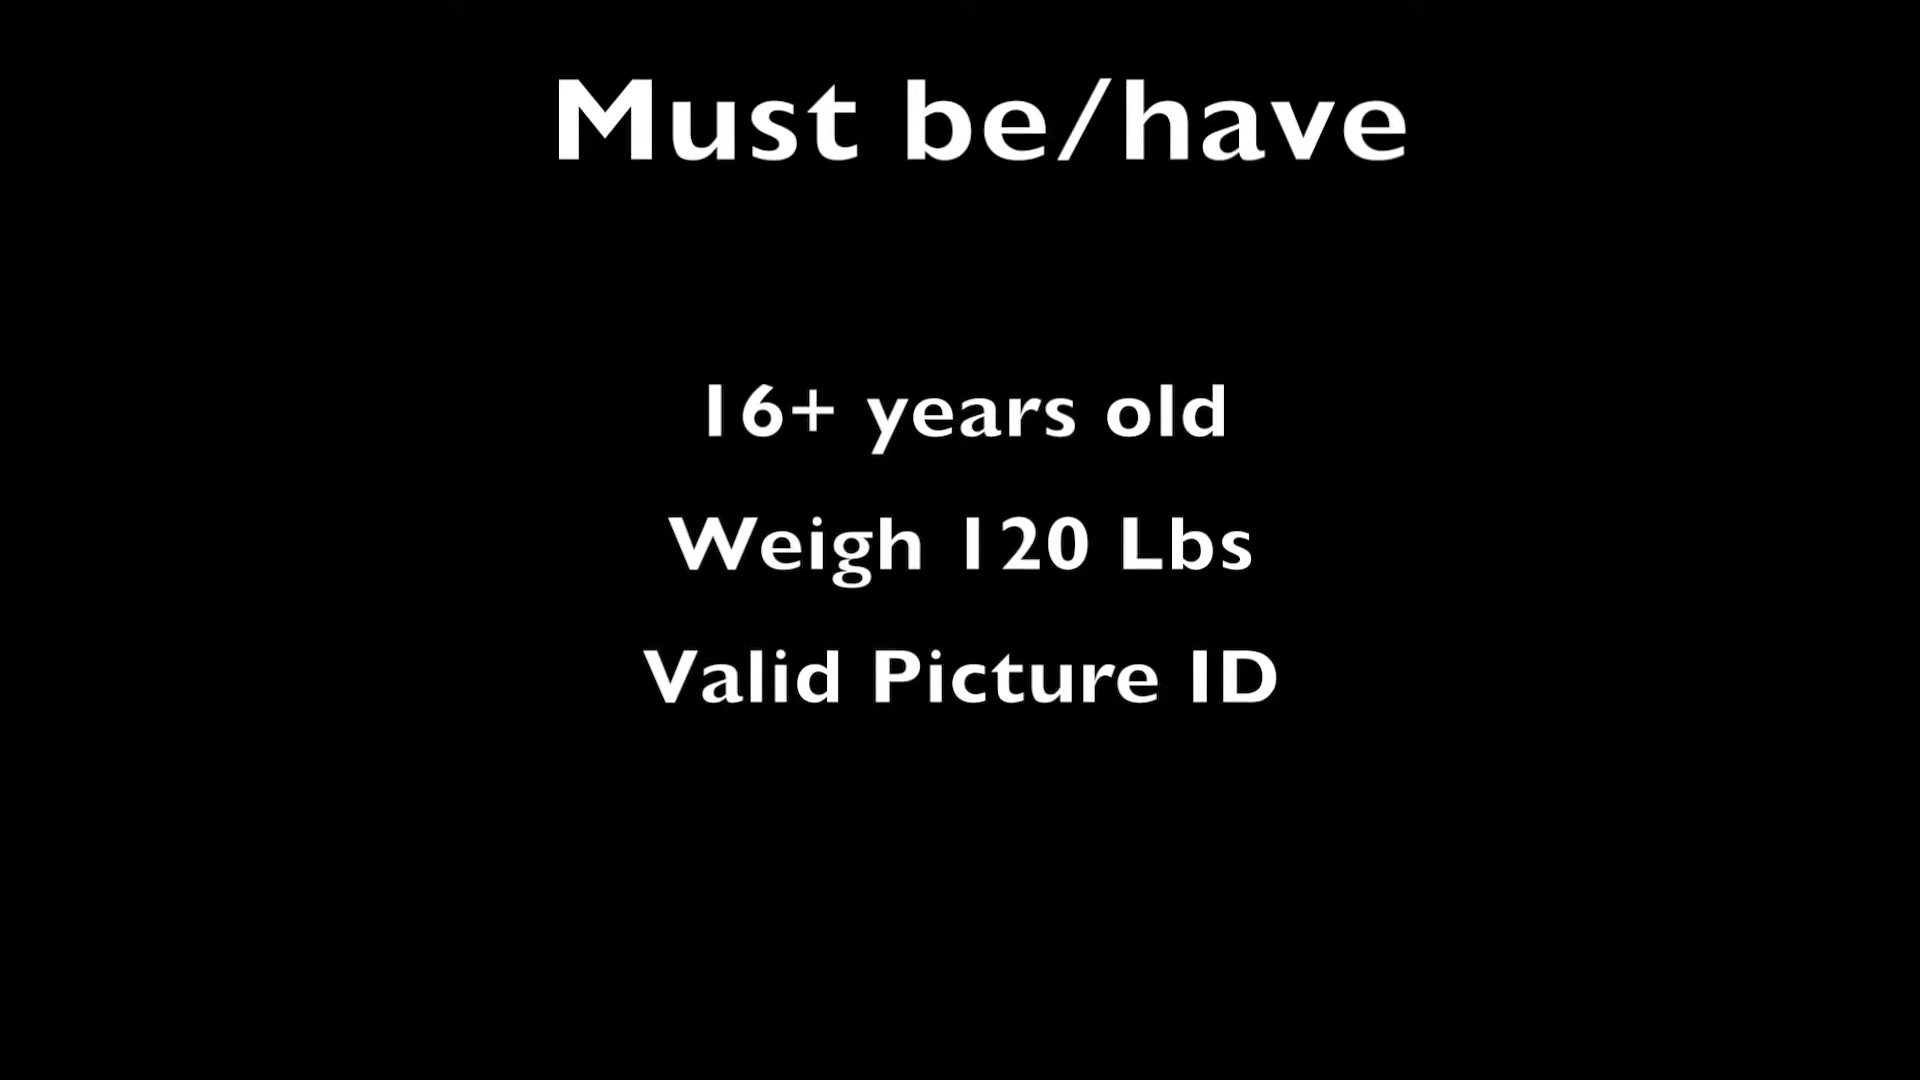 Must be/have
16+ years old
Weigh 120 Lbs
Valid Picture ID